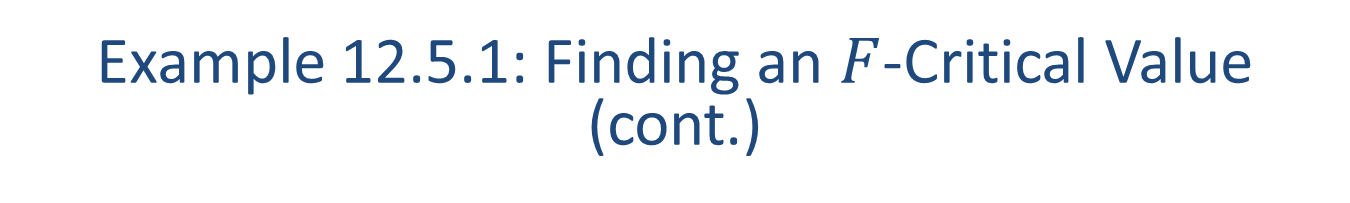 Example 12.5.1: Finding an F-Critical Value
(cont.)